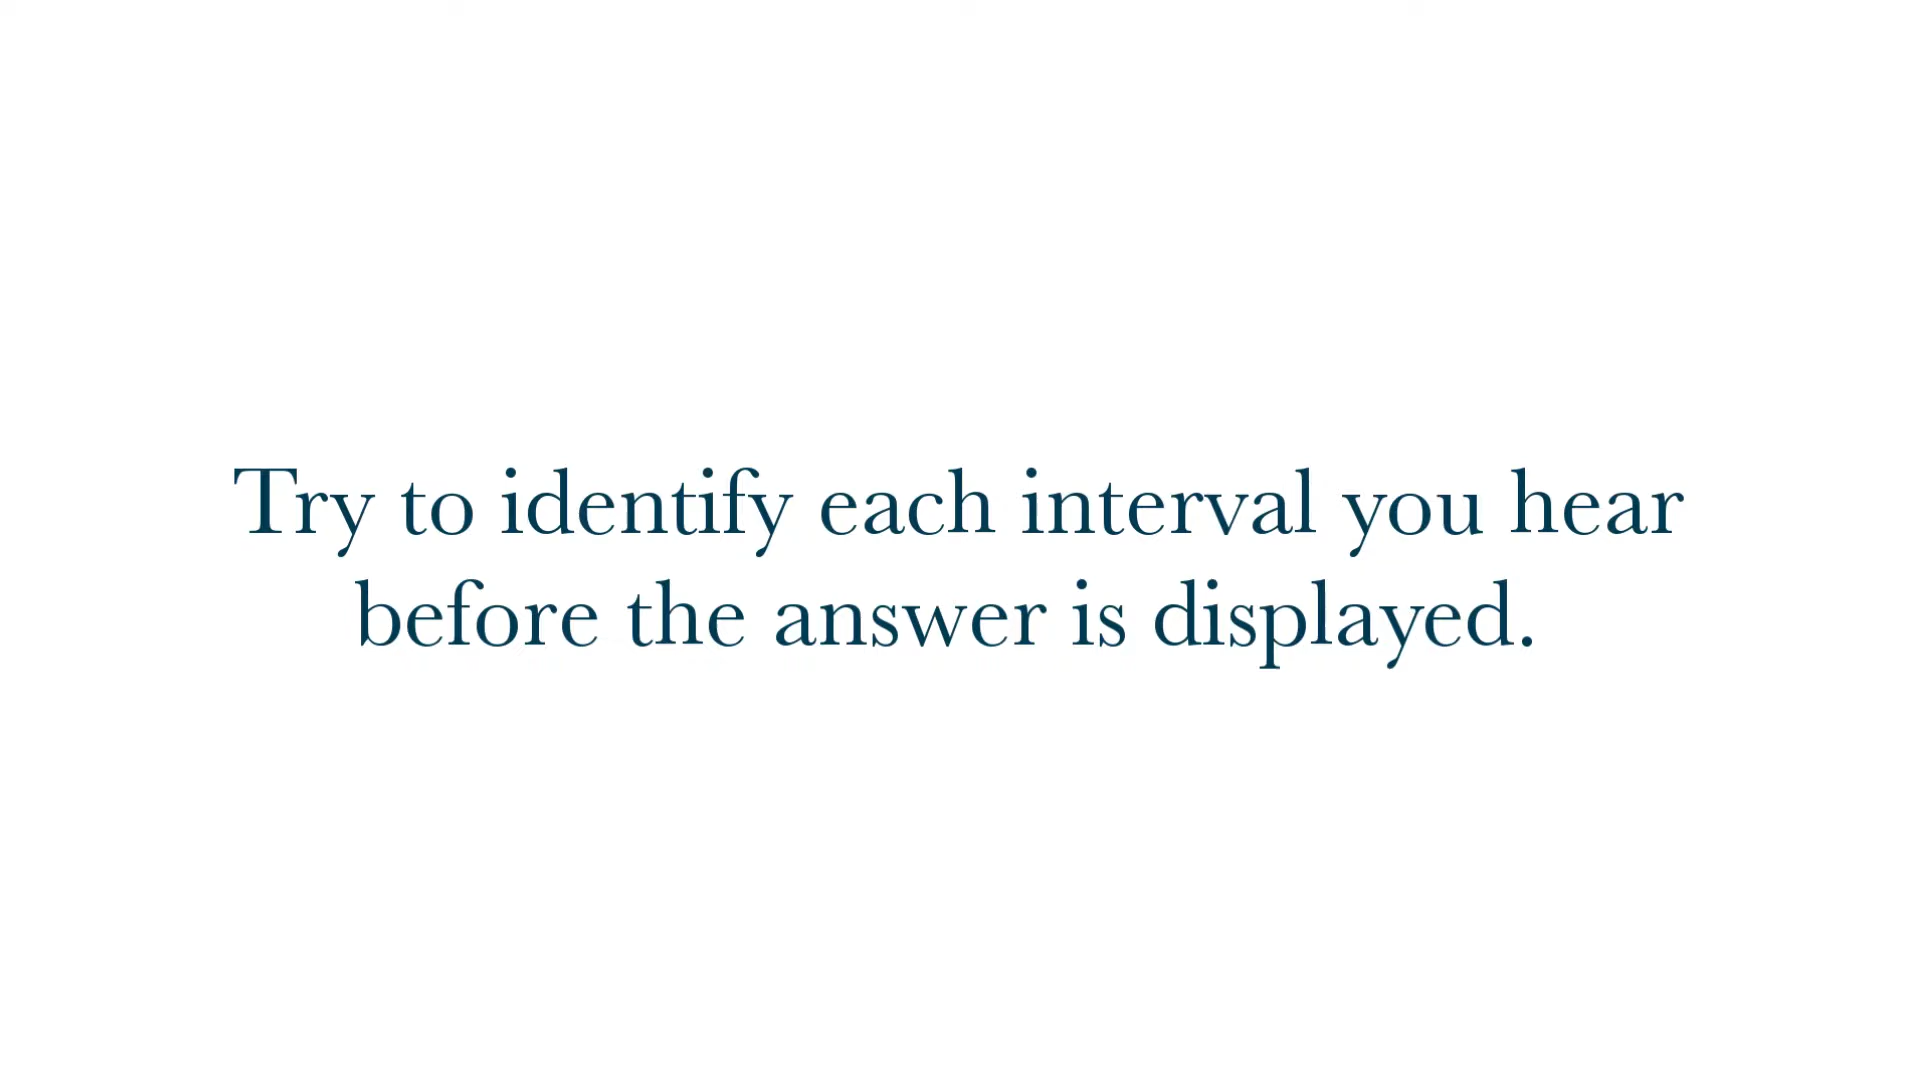 Try to identify each interval you hear
before the answer is displayed.